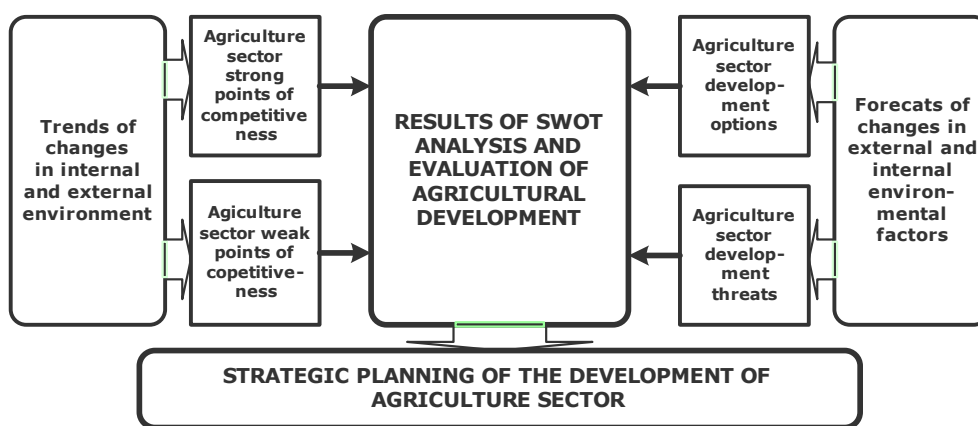 Trends of
changes
in internal
and external
environment
Agriculture
sector
strong
points of
competitive
ness
Agiculture
sector weak
points of
copetitive-
ness
RESULTS OF SWOT
ANALYSIS AND
EVALUATION OF
AGRICULTURAL
DEVELOPMENT
Agriculture
sector
develop-
ment
options
Agriculture
sector
develop-
ment
threats
Forecats of
changes in
external and
internal
environ-
mental
factors
STRATEGIC PLANNING OF THE DEVELOPMENT OF
AGRICULTURE SECTOR